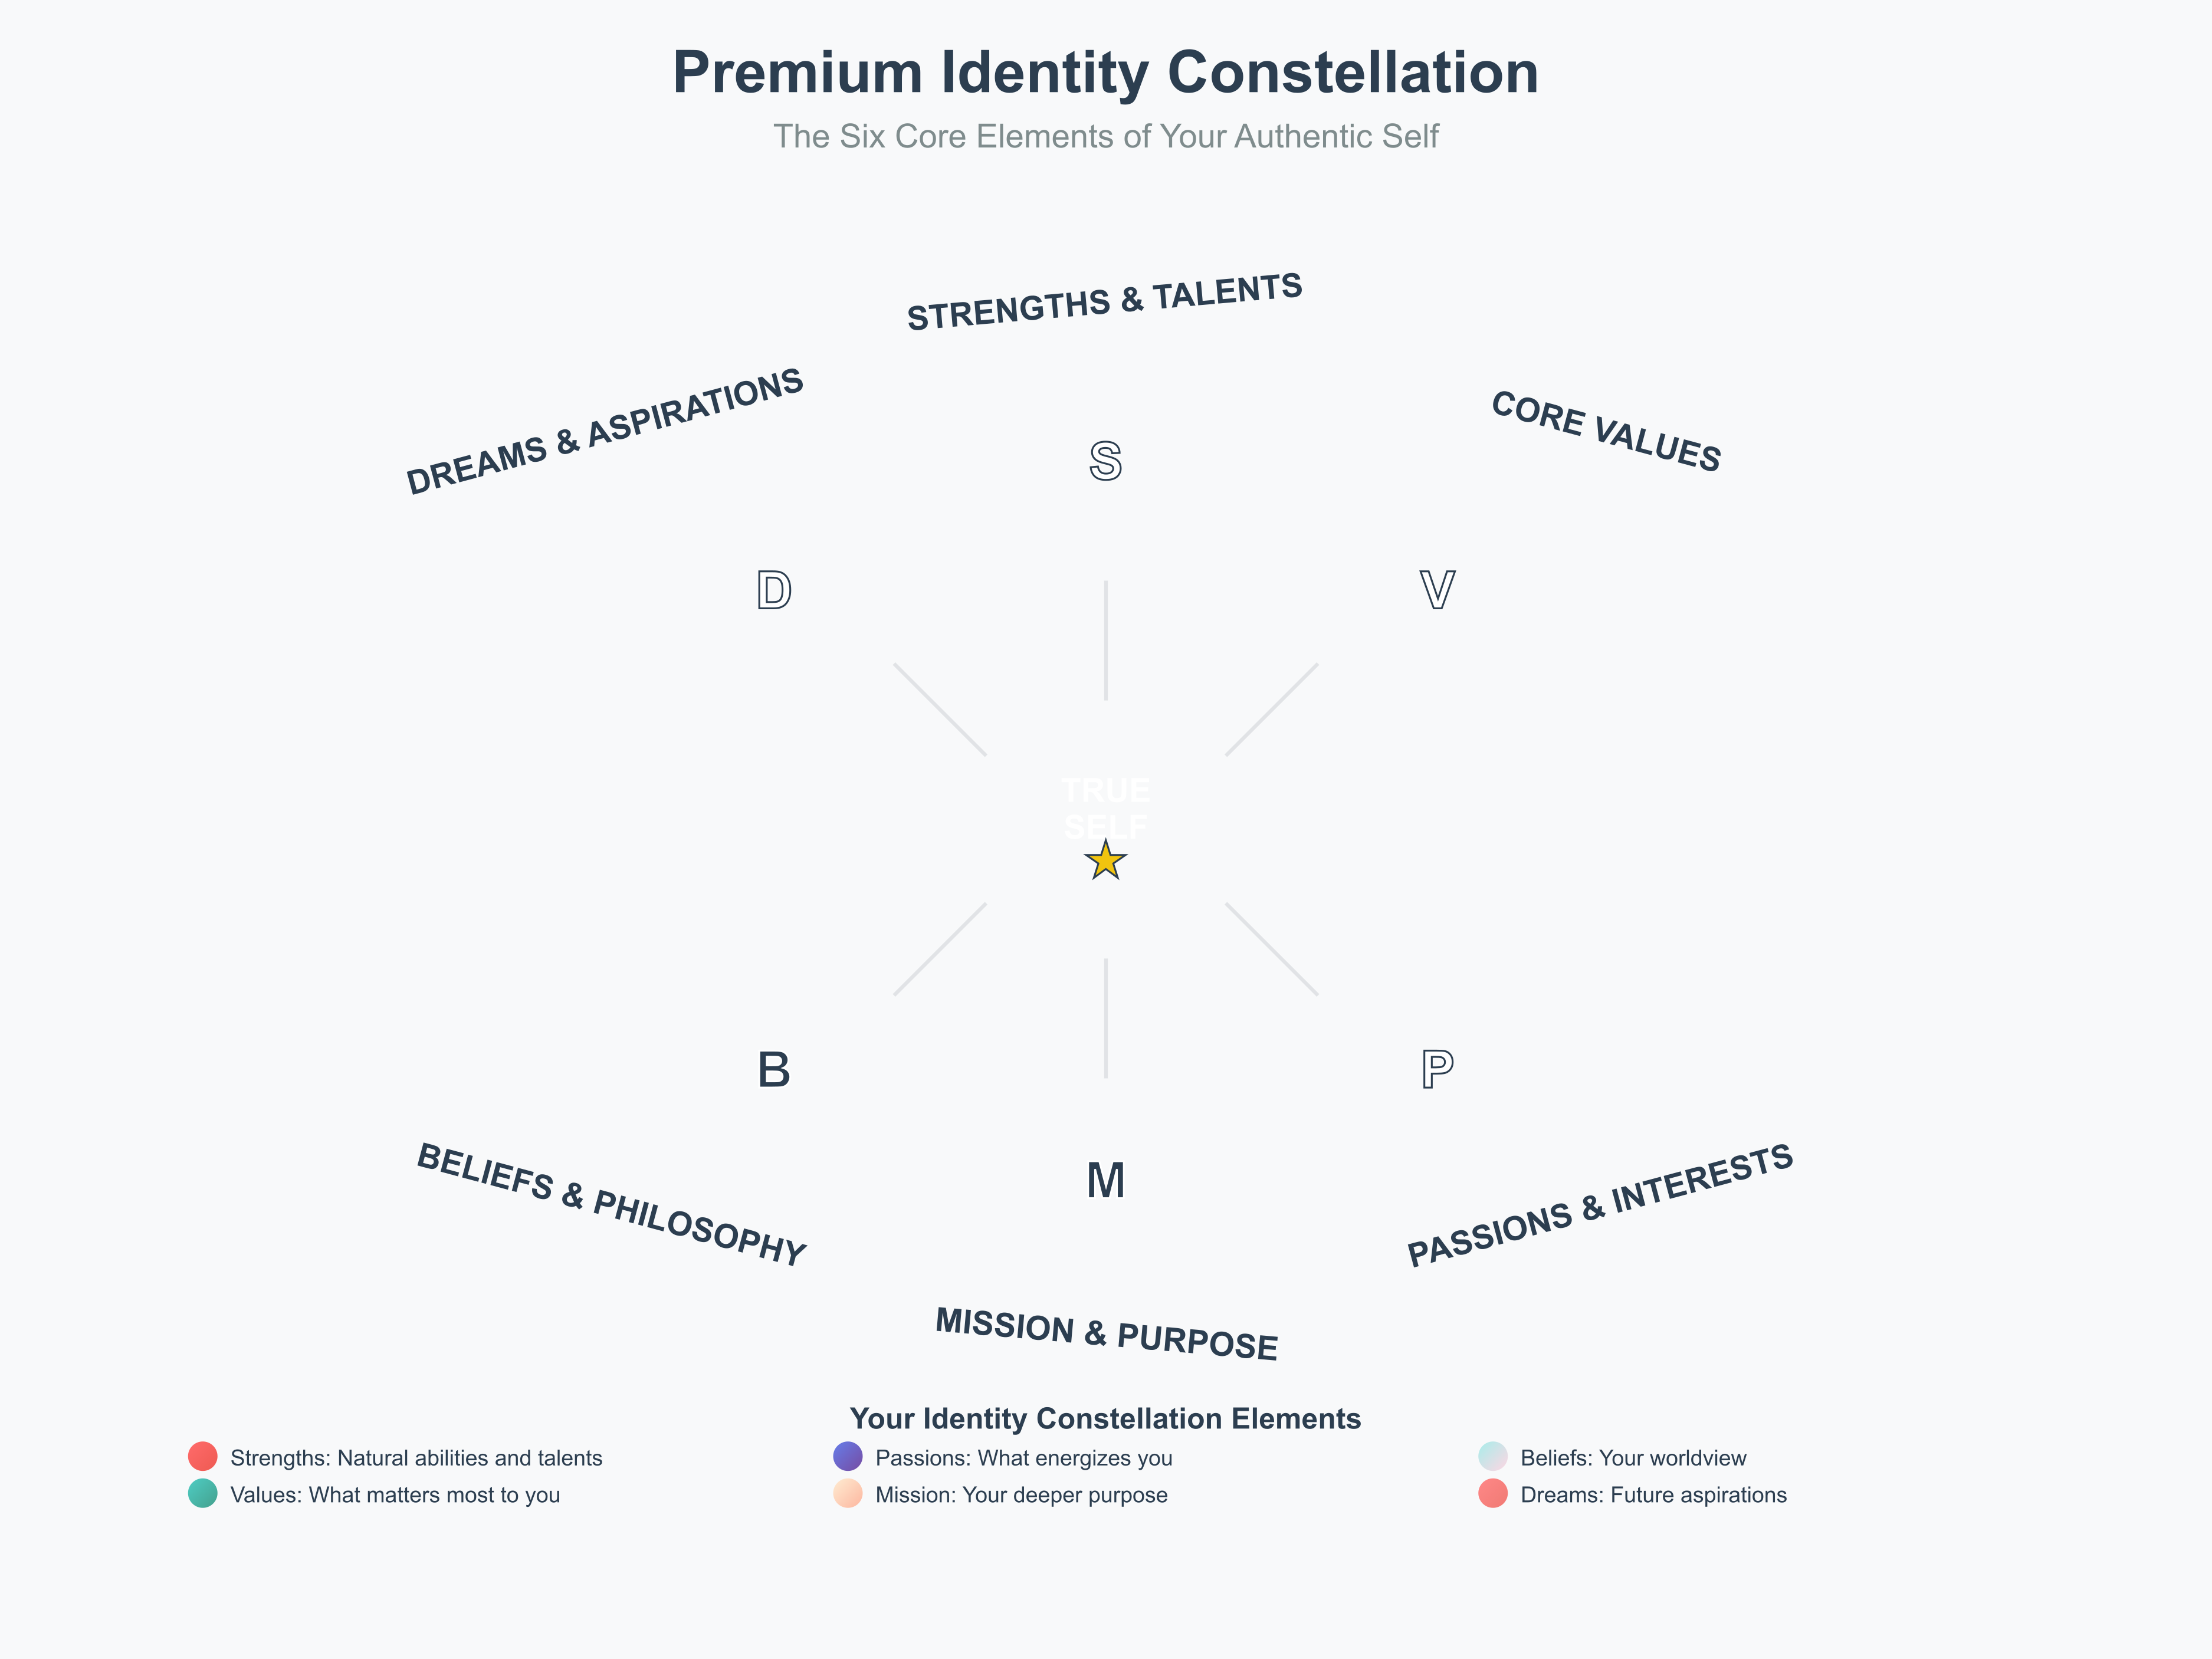 Premium Identity Constellation
The Six Core Elements of Your Authentic Self
STRENGTHS & TALENTS
DREAMS & ASPIRATIONS
CORE VALUES
S
D
V
TRUE
SELF
B
P
M
BELIEFS & PHILOSOPHY
PASSIONS & INTERESTS
MISSION & PURPOSE
Your Identity Constellation Elements
Strengths: Natural abilities and talents
Passions: What energizes you
Beliefs: Your worldview
Values: What matters most to you
Mission: Your deeper purpose
Dreams: Future aspirations